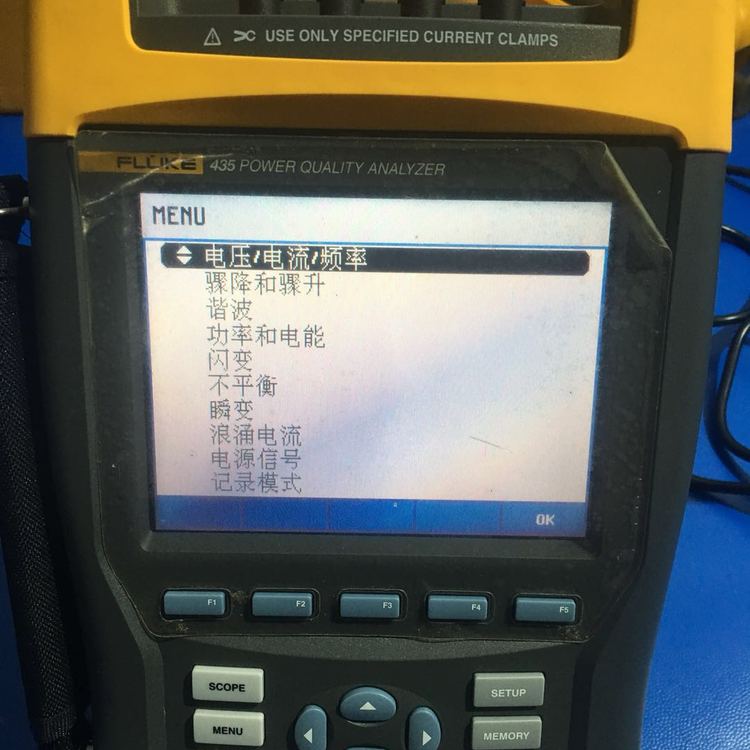 USE ONLY SPECIFIED CURRENT CLAMPS
FLUKE 435 POWER QUALITY ANALYZER
MENU
电压/电流/频率
骤降和骤升
谐波
功率和电能
闪变
不平衡
瞬变
浪涌电流
电源信号
记录模式
OK
F1 F2 F3 F4 F5
SCOPE SETUP
MENU MEMORY